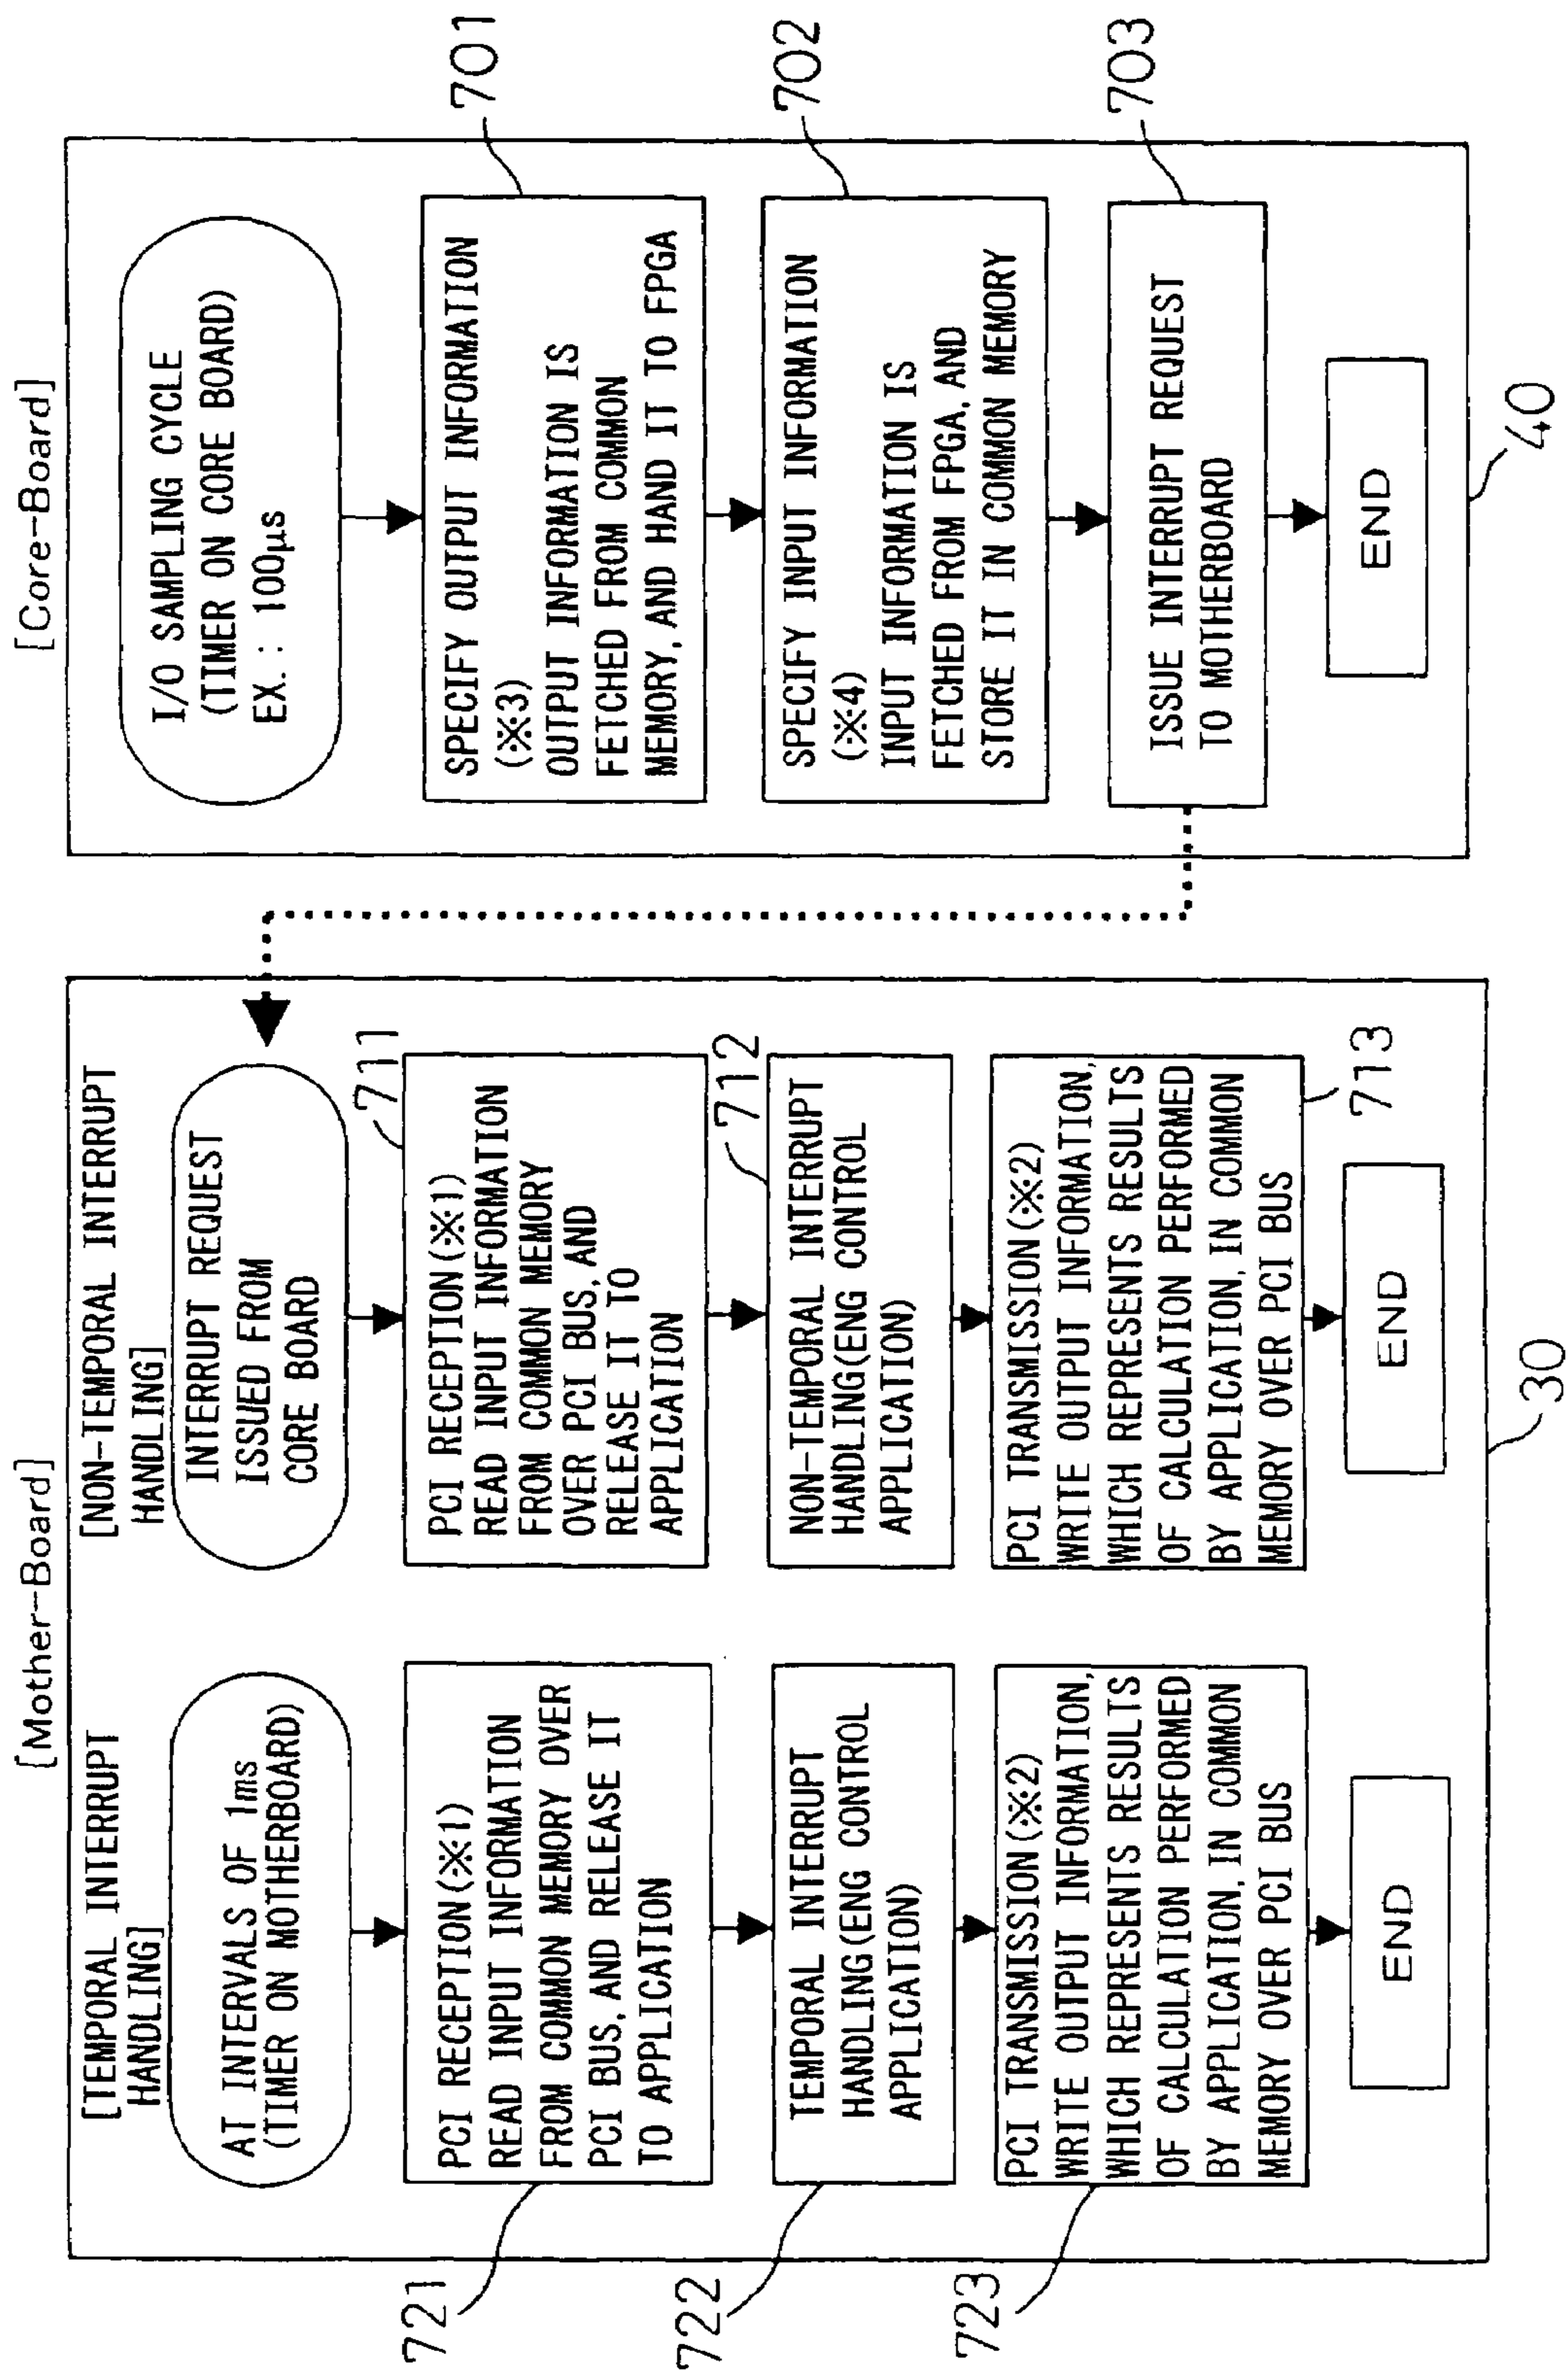 [Mother-Board]
[TEMPORAL INTERRUPT
HANDLING]
AT INTERVALS OF 1ms
(TIMER ON MOTHERBOARD)
PCI RECEPTION(※1)
READ INPUT INFORMATION
FROM COMMON MEMORY OVER
PCI BUS, AND RELEASE IT
TO APPLICATION
721
TEMPORAL INTERRUPT
HANDLING(ENG CONTROL
APPLICATION)
722
PCI TRANSMISSION(※2)
WRITE OUTPUT INFORMATION,
WHICH REPRESENTS RESULTS
OF CALCULATION PERFORMED
BY APPLICATION, IN COMMON
MEMORY OVER PCI BUS
723
END
[NON-TEMPORAL INTERRUPT
HANDLING]
INTERRUPT REQUEST
ISSUED FROM
CORE BOARD
711
PCI RECEPTION(※1)
READ INPUT INFORMATION
FROM COMMON MEMORY
OVER PCI BUS, AND
RELEASE IT TO
APPLICATION
712
NON-TEMPORAL INTERRUPT
HANDLING(ENG CONTROL
APPLICATION)
PCI TRANSMISSION(※2)
WRITE OUTPUT INFORMATION,
WHICH REPRESENTS RESULTS
OF CALCULATION PERFORMED
BY APPLICATION, IN COMMON
MEMORY OVER PCI BUS
713
END
30
[Core-Board]
I/O SAMPLING CYCLE
(TIMER ON CORE BOARD)
EX.: 100μs
701
SPECIFY OUTPUT INFORMATION
(※3)
OUTPUT INFORMATION IS
FETCHED FROM COMMON
MEMORY, AND HAND IT TO FPGA
702
SPECIFY INPUT INFORMATION
(※4)
INPUT INFORMATION IS
FETCHED FROM FPGA, AND
STORE IT IN COMMON MEMORY
703
ISSUE INTERRUPT REQUEST
TO MOTHERBOARD
END
40